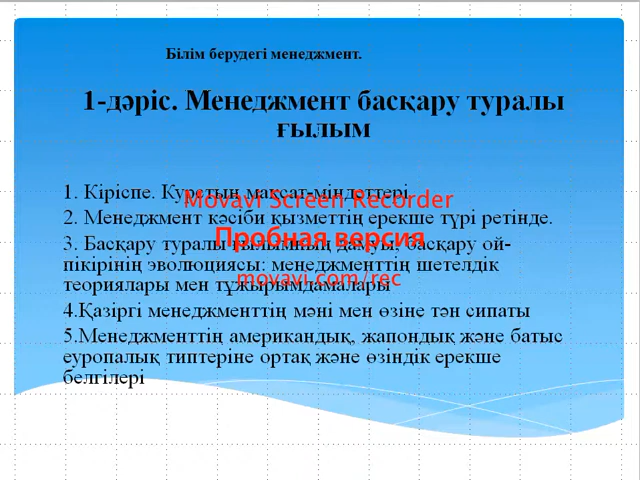 Білім берудегі менеджмент.
1-дәріс. Менеджмент басқару туралы
ғылым
1. Кіріспе. Курстың мақсат-міндеттері
Movavi Screen Recorder
2. Менеджмент кәсіби қызметтің ерекше түрі ретінде.
Пробная версия
3. Басқару туралы ғылымның дамуы, басқару ой-
пікірінің эволюциясы: менеджменттің шетелдік
movavi.com/rec
теориялары мен тұжырымдамалары
4.Қазіргі менеджменттің мәні мен өзіне тән сипаты
5.Менеджменттің американдық, жапондық және батыс
еуропалық типтеріне ортақ және өзіндік ерекше
белгілері